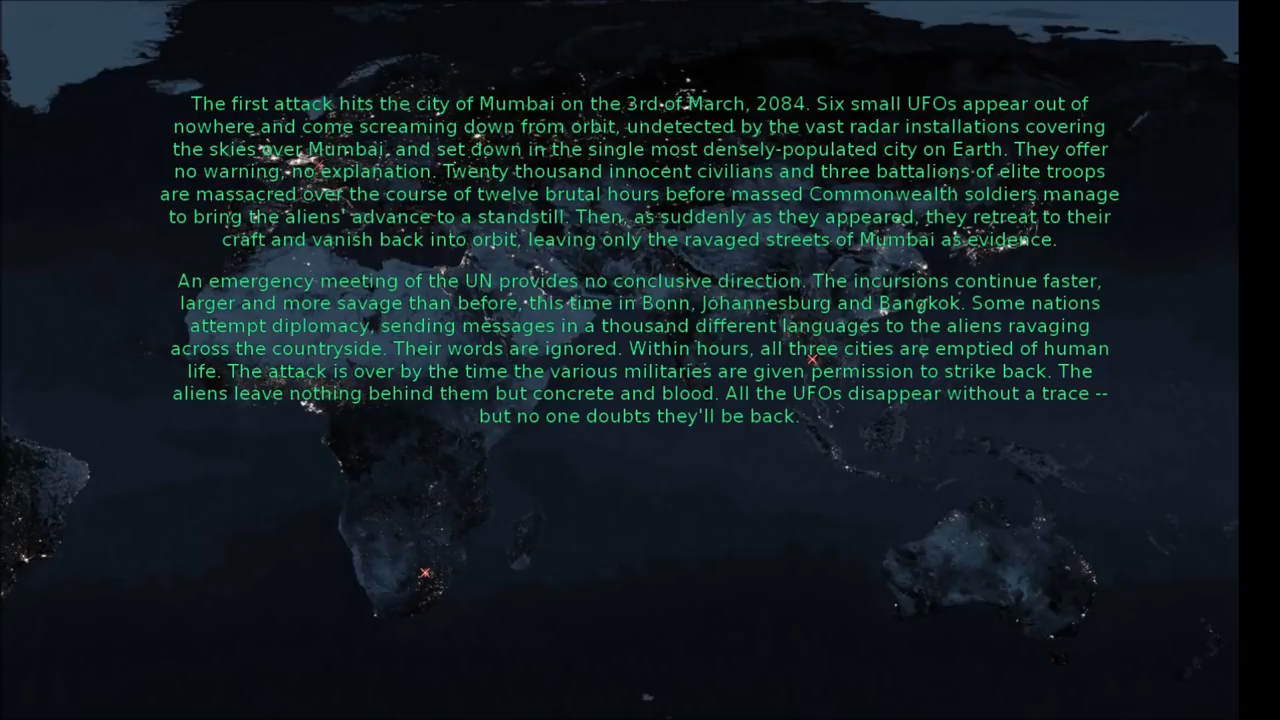 The first attack hits the city of Mumbai on the 3rd of March, 2084. Six small UFOs appear out of
nowhere and come screaming down from orbit, undetected by the vast radar installations covering
the skies over Mumbai, and set down in the single most densely-populated city on Earth. They offer
no warning, no explanation. Twenty thousand innocent civilians and three battalions of elite troops
are massacred over the course of twelve brutal hours before massed Commonwealth soldiers manage
to bring the aliens' advance to a standstill. Then, as suddenly as they appeared, they retreat to their
craft and vanish back into orbit, leaving only the ravaged streets of Mumbai as evidence.
An emergency meeting of the UN provides no conclusive direction. The incursions continue faster,
larger and more savage than before, this time in Bonn, Johannesburg and Bangkok. Some nations
attempt diplomacy, sending messages in a thousand different languages to the aliens ravaging
across the countryside. Their words are ignored. Within hours, all three cities are emptied of human
life. The attack is over by the time the various militaries are given permission to strike back. The
aliens leave nothing behind them but concrete and blood. All the UFOs disappear without a trace --
but no one doubts they'll be back.